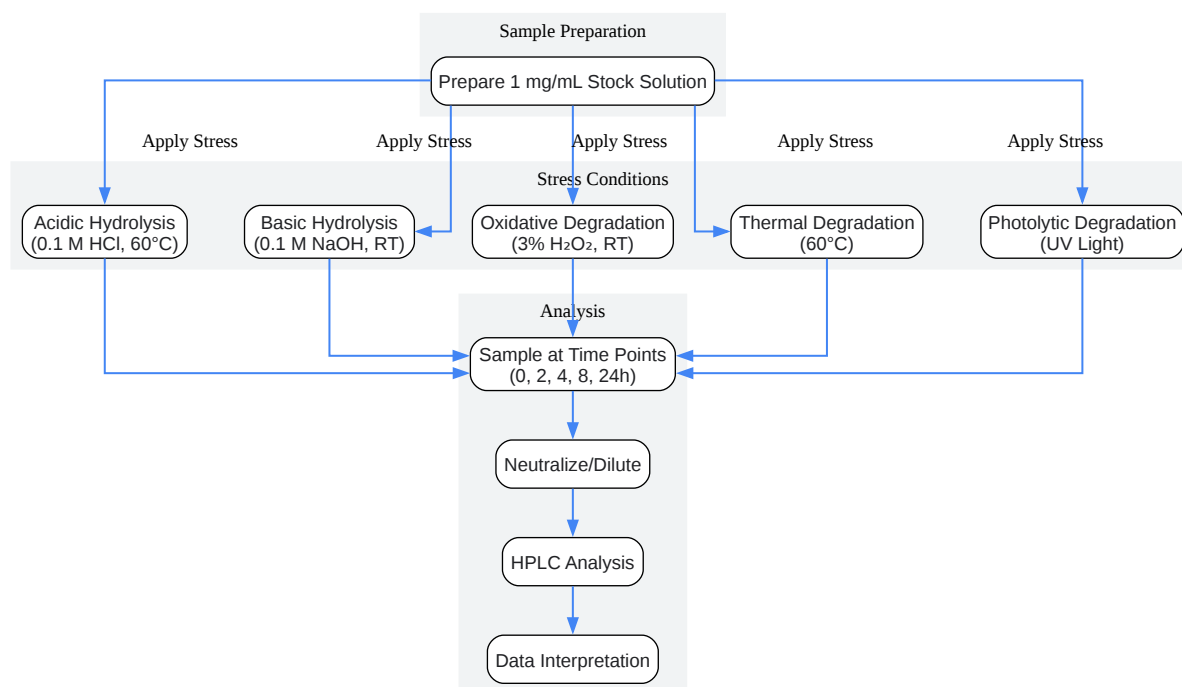 Sample Preparation
Prepare 1 mg/mL Stock Solution
Apply Stress
Apply Stress
Apply Stress
Apply Stress
Apply Stress
Stress Conditions
Acidic Hydrolysis
(0.1 M HCl, 60°C)
Basic Hydrolysis
(0.1 M NaOH, RT)
Oxidative Degradation
(3% H₂O₂, RT)
Thermal Degradation
(60°C)
Photolytic Degradation
(UV Light)
Analysis
Sample at Time Points
(0, 2, 4, 8, 24h)
Neutralize/Dilute
HPLC Analysis
Data Interpretation